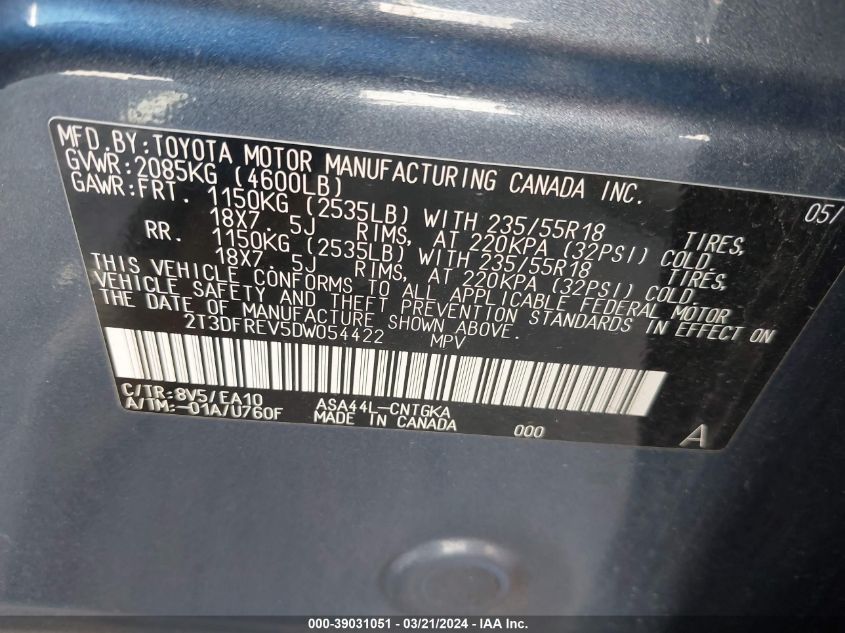 MFD.BY:TOYOTA MOTOR MANUFACTURING CANADA INC. 05/
GVWR:2085KG (4600LB)
GAWR:FRT. 1150KG (2535LB) WITH 235/55R18 TIRES,
18X7. 5J RIMS, AT 220KPA (32PSI) COLD.
RR. 1150KG (2535LB) WITH 235/55R18 TIRES,
18X7. 5J RIMS, AT 220KPA (32PSI) COLD.
THIS VEHICLE CONFORMS TO ALL APPLICABLE FEDERAL MOTOR
VEHICLE SAFETY AND THEFT PREVENTION STANDARDS IN EFFECT ON
THE DATE OF MANUFACTURE SHOWN ABOVE.
2T3DFREV5DW054422 MPV
C/TR:8V5/EA10 ASA44L-CNTGKA
A/TM:-01A/U760F MADE IN CANADA 000 A
000-39031051 / 03/21/2024 - IAA Inc.